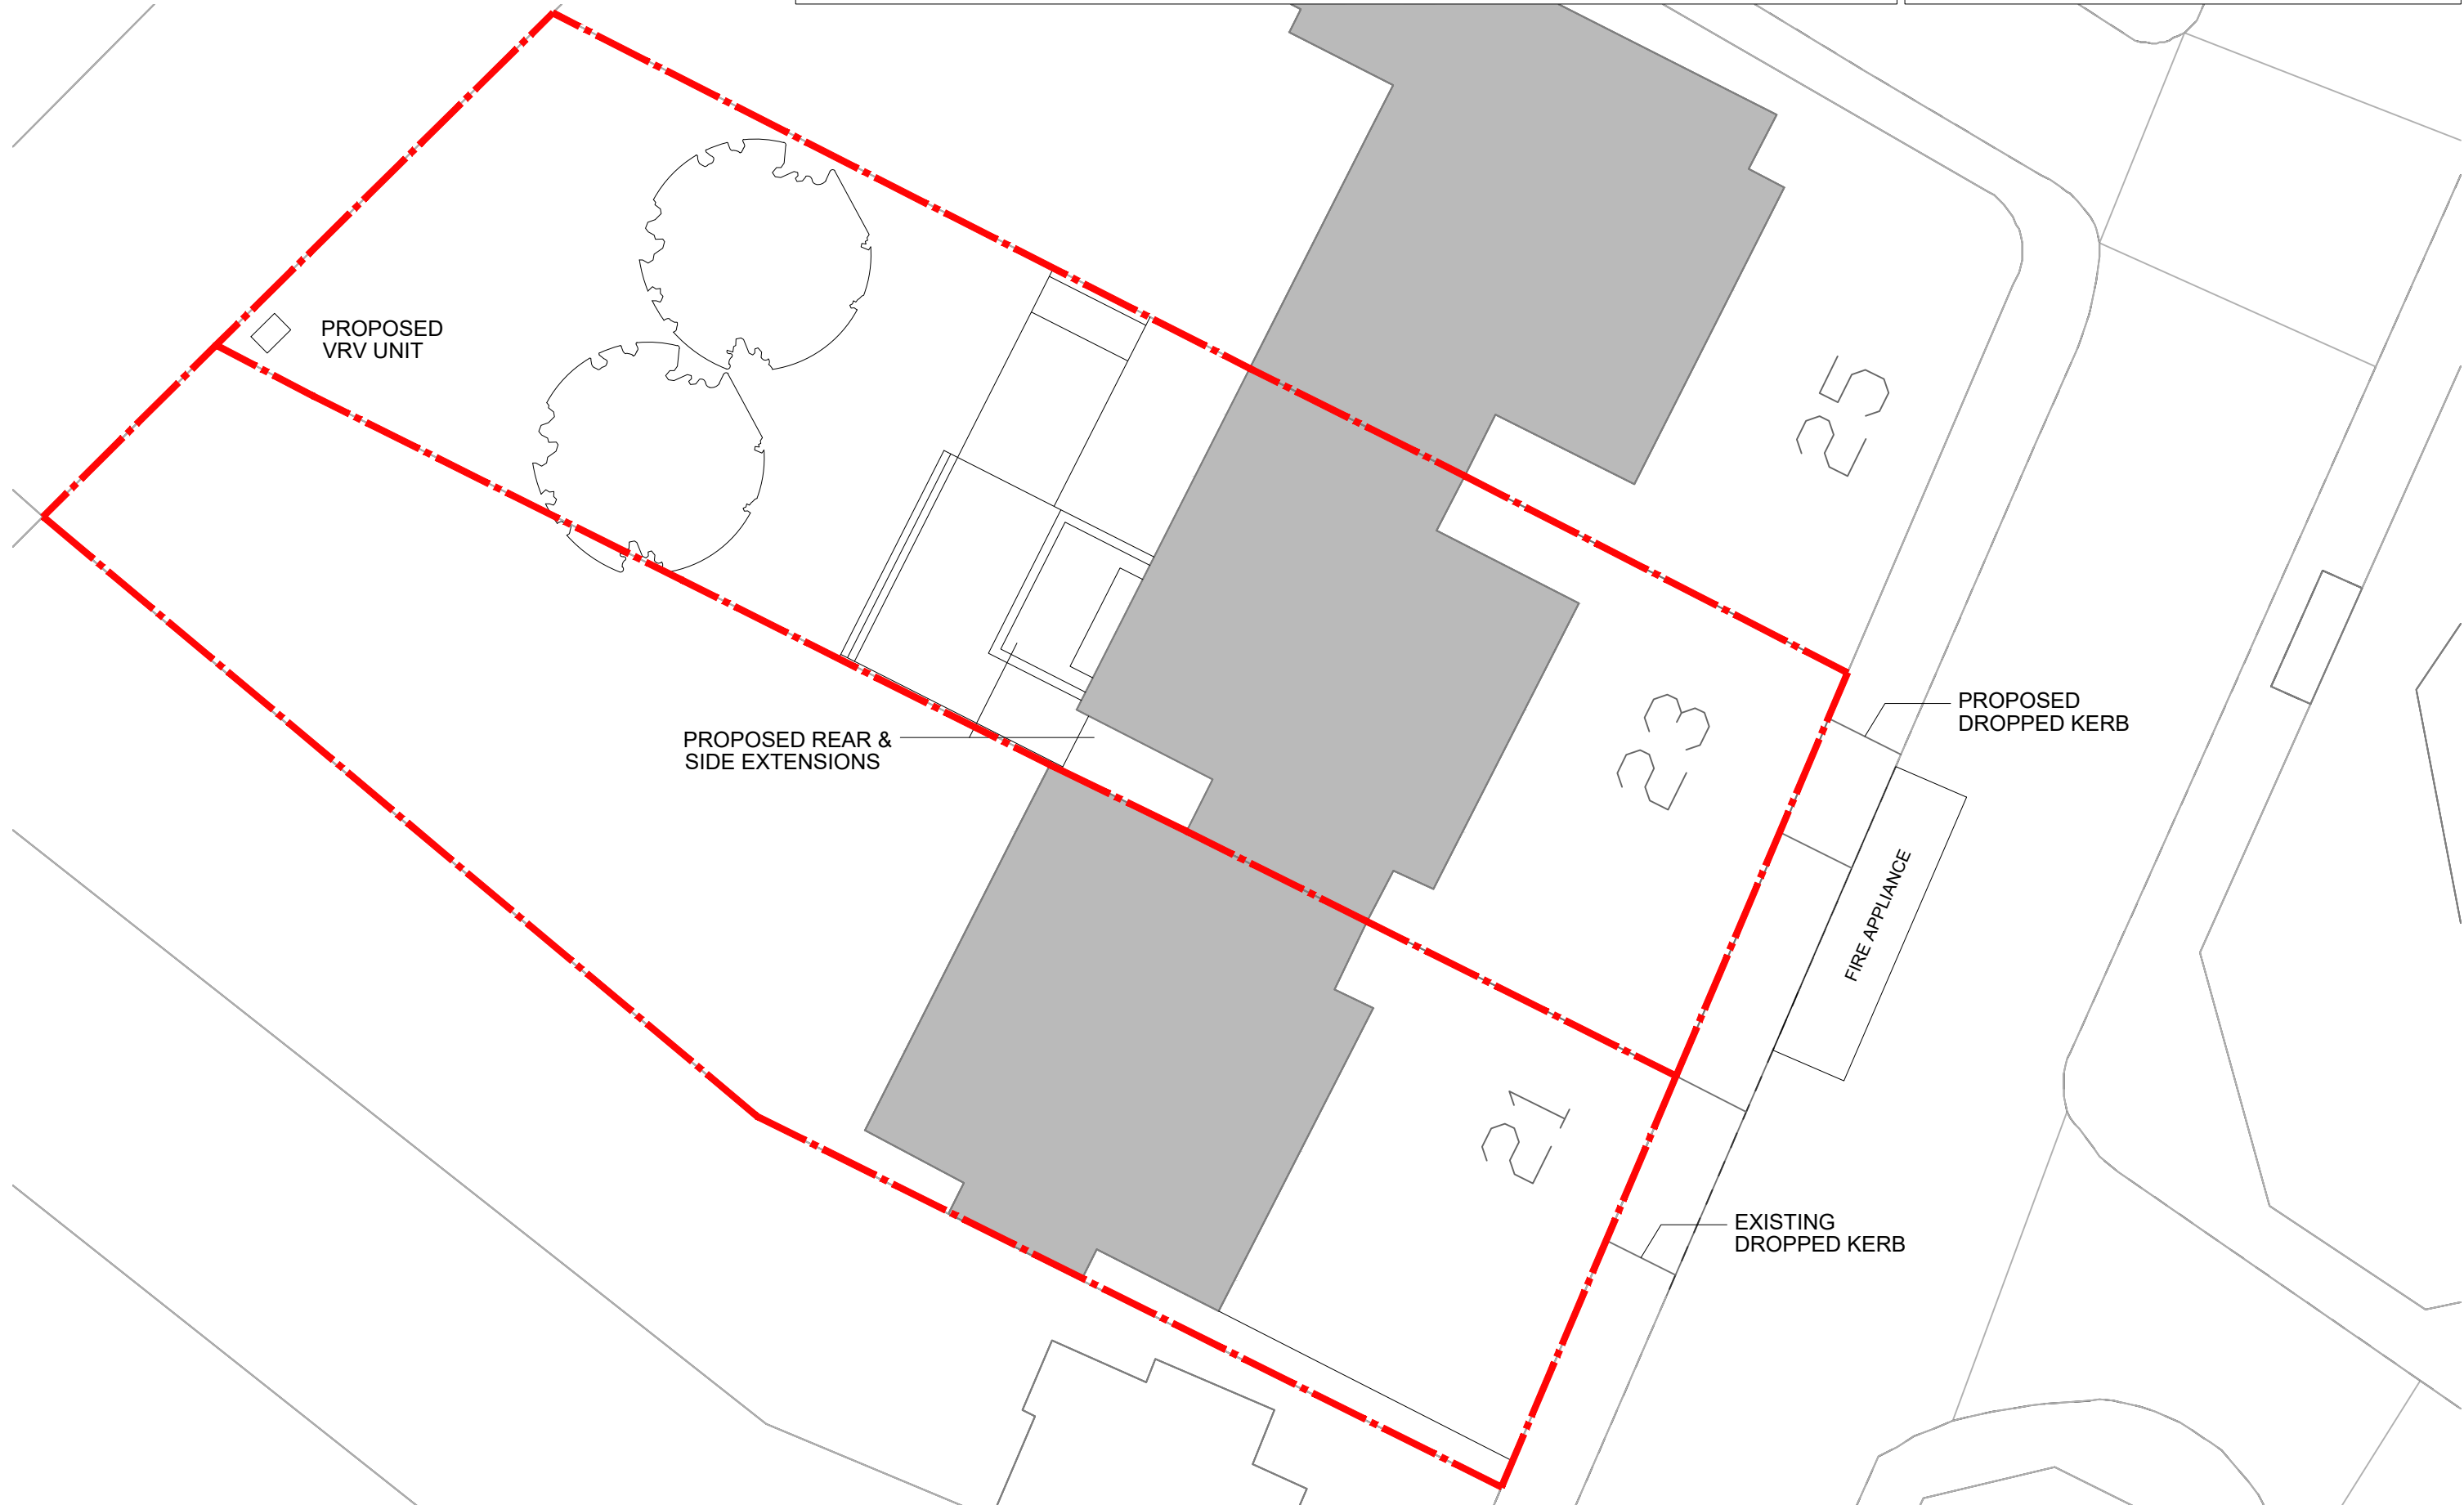 PROPOSED
VRV UNIT
25
PROPOSED
DROPPED KERB
23
PROPOSED REAR &
SIDE EXTENSIONS
FIRE APPLIANCE
21
EXISTING
DROPPED KERB